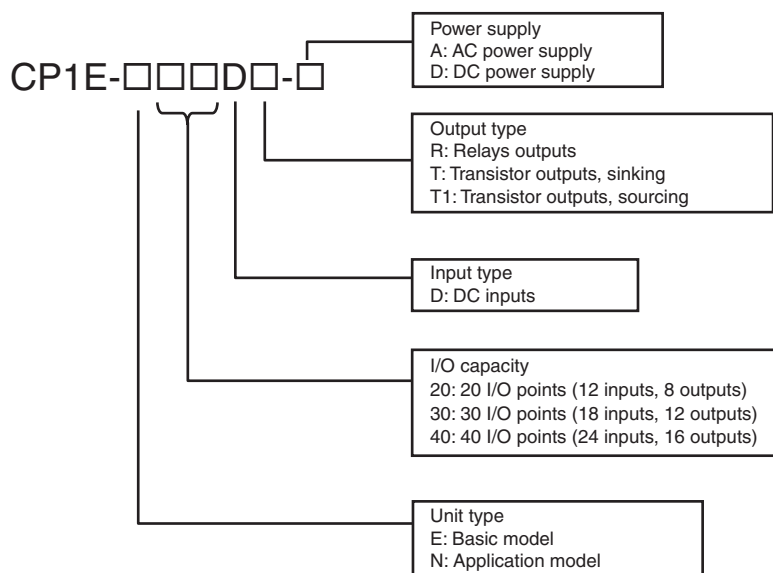 Power supply
A: AC power supply
D: DC power supply
CP1E-□□□D□-□
Output type
R: Relays outputs
T: Transistor outputs, sinking
T1: Transistor outputs, sourcing
Input type
D: DC inputs
I/O capacity
20: 20 I/O points (12 inputs, 8 outputs)
30: 30 I/O points (18 inputs, 12 outputs)
40: 40 I/O points (24 inputs, 16 outputs)
Unit type
E: Basic model
N: Application model